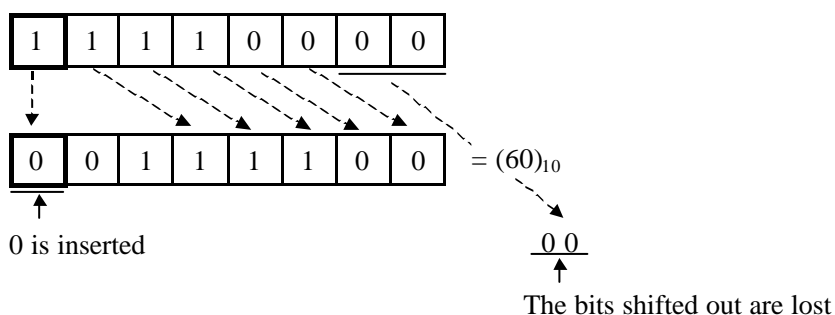 1 1 1 1 0 0 0 0
0 0 1 1 1 1 0 0 = (60)10
0 is inserted
0 0
The bits shifted out are lost